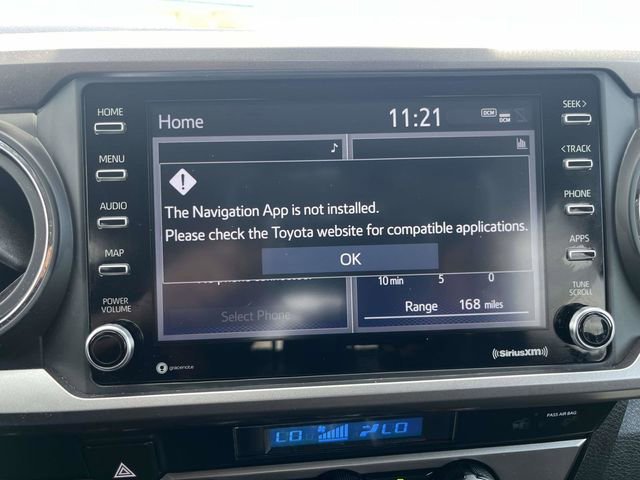 HOME
MENU
AUDIO
MAP
POWER
VOLUME
Home
11:21
DCM
DCM
!
The Navigation App is not installed.
Please check the Toyota website for compatible applications.
OK
Select Phone
10 min 5 0
Range 168 miles
SEEK >
< TRACK
PHONE
APPS
TUNE
SCROLL
gracenote
((SiriusXM))
LO LO
PASS AIR BAG